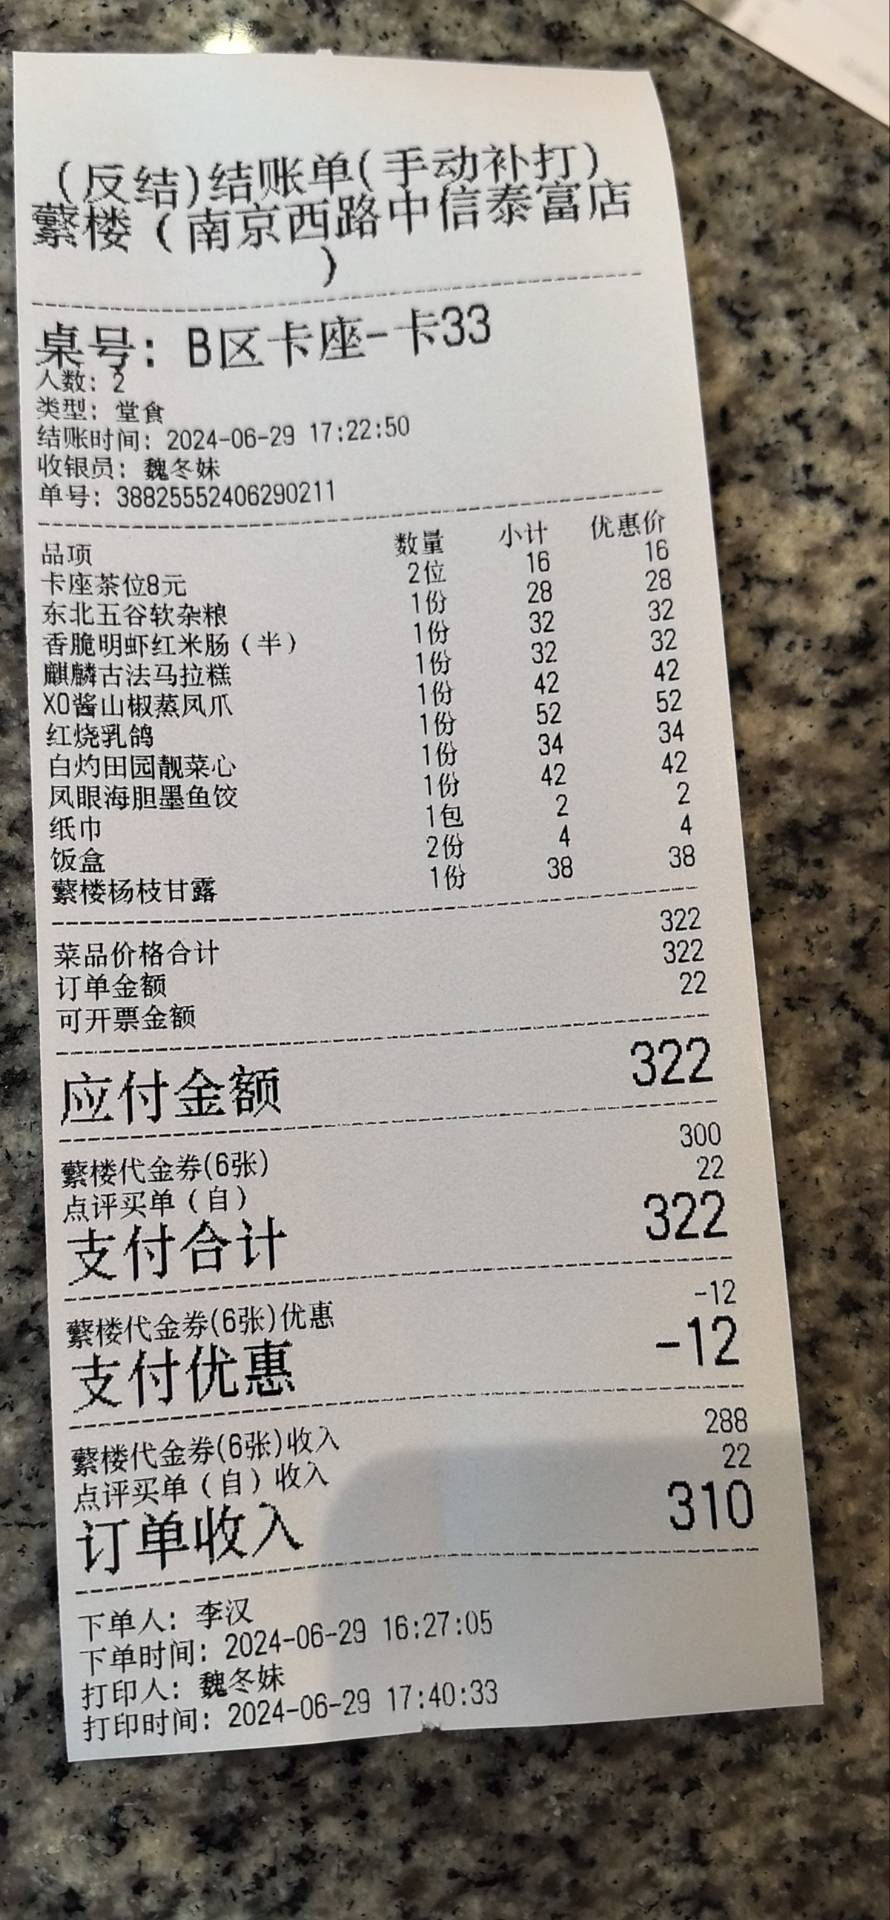 (反结)结账单(手动补打)
蘩楼（南京西路中信泰富店
）
桌号: B区卡座-卡33
人数: 2
类型: 堂食
结账时间: 2024-06-29 17:22:50
收银员: 魏冬妹
单号: 38825552406290211
品项 数量 小计 优惠价
卡座茶位8元 2位 16 16
东北五谷软杂粮 1份 28 28
香脆明虾红米肠（半） 1份 32 32
麒麟古法马拉糕 1份 32 32
XO酱山椒蒸凤爪 1份 42 42
红烧乳鸽 1份 52 52
白灼田园靓菜心 1份 34 34
凤眼海胆墨鱼饺 1份 42 42
纸巾 1包 2 2
饭盒 2份 4 4
蘩楼杨枝甘露 1份 38 38
菜品价格合计 322
订单金额 322
可开票金额 22
应付金额 322
蘩楼代金券(6张) 300
点评买单（自） 22
支付合计 322
蘩楼代金券(6张)优惠 -12
支付优惠 -12
蘩楼代金券(6张)收入 288
点评买单（自）收入 22
订单收入 310
下单人: 李汉
下单时间: 2024-06-29 16:27:05
打印人: 魏冬妹
打印时间: 2024-06-29 17:40:33